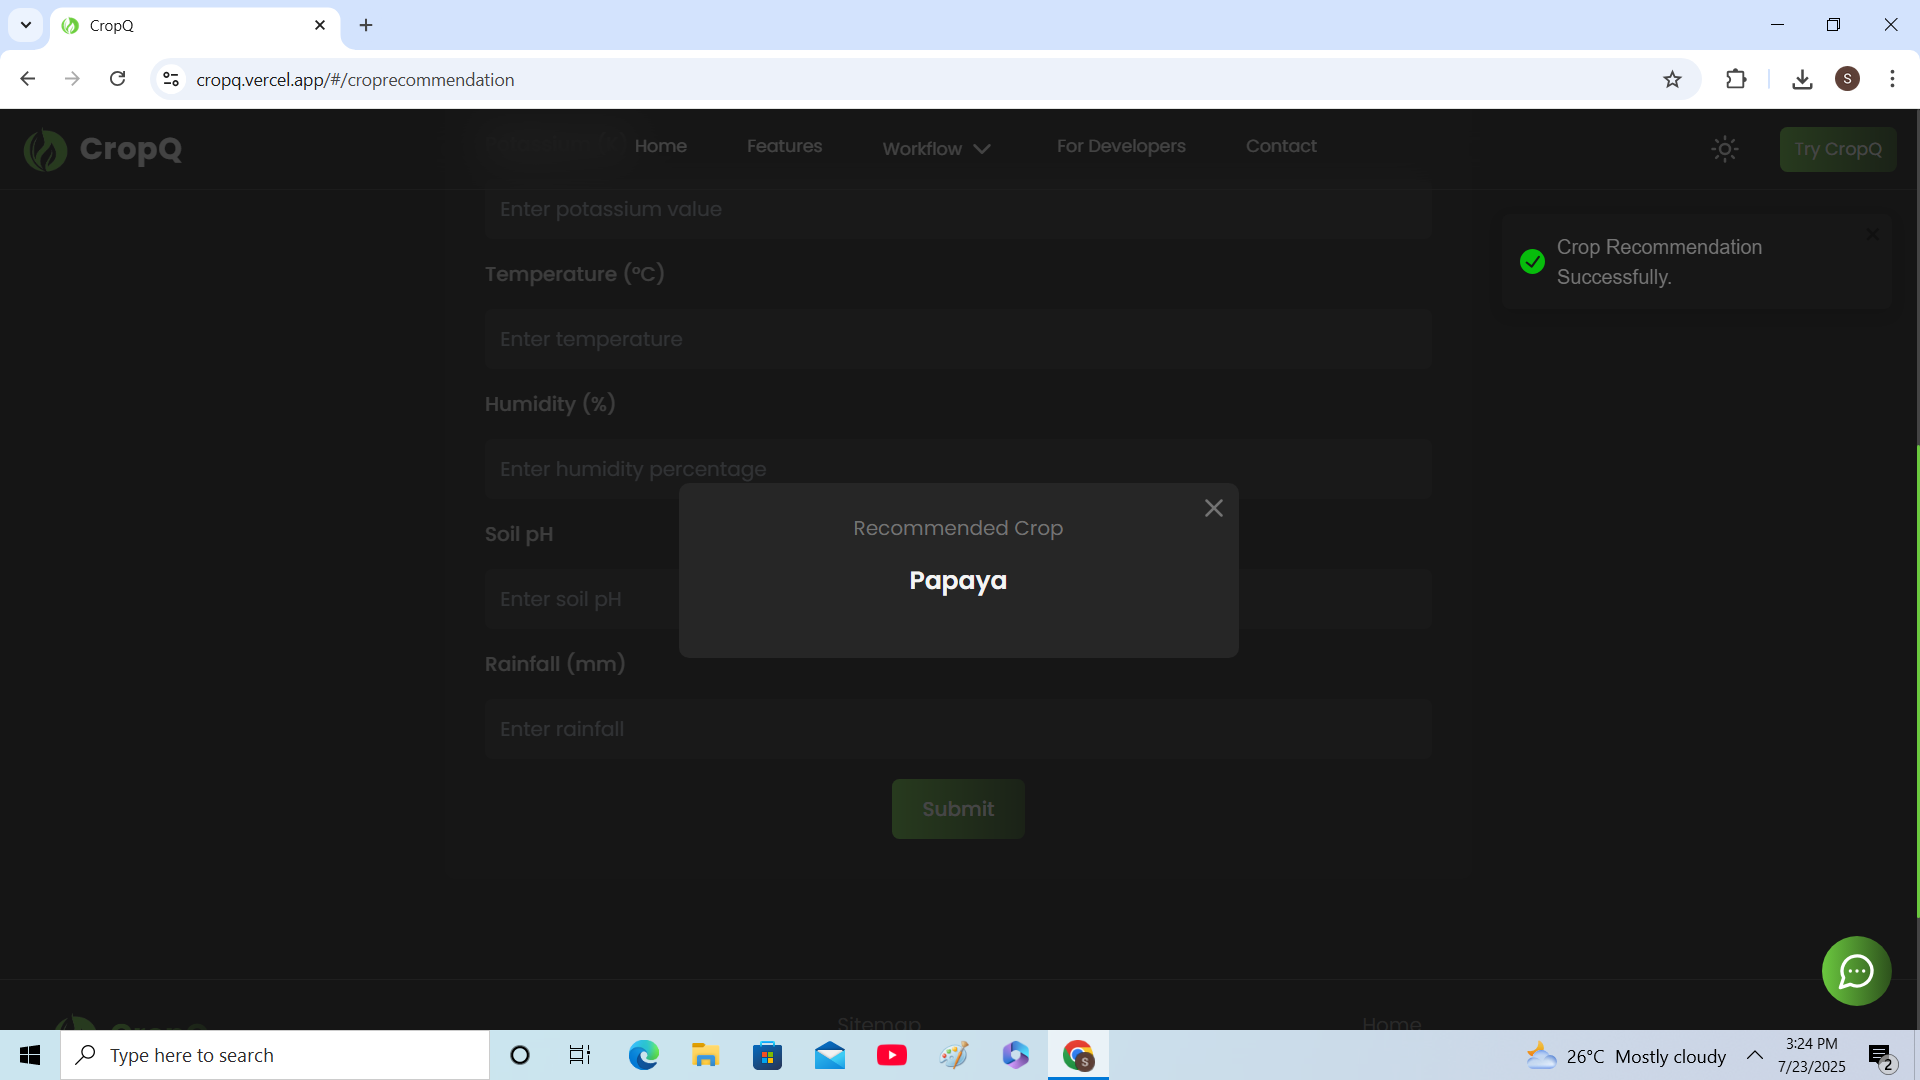 CropQ
cropq.vercel.app/#/croprecommendation
S
CropQ
Home
Features
Workflow
For Developers
Contact
Try CropQ
Enter potassium value
Crop Recommendation
Successfully.
Temperature (°C)
Enter temperature
Humidity (%)
Enter humidity percentage
Recommended Crop
Papaya
Soil pH
Enter soil pH
Rainfall (mm)
Enter rainfall
Submit
CropQ
Sitemap
Home
Type here to search
S
26°C Mostly cloudy
3:24 PM
7/23/2025
2